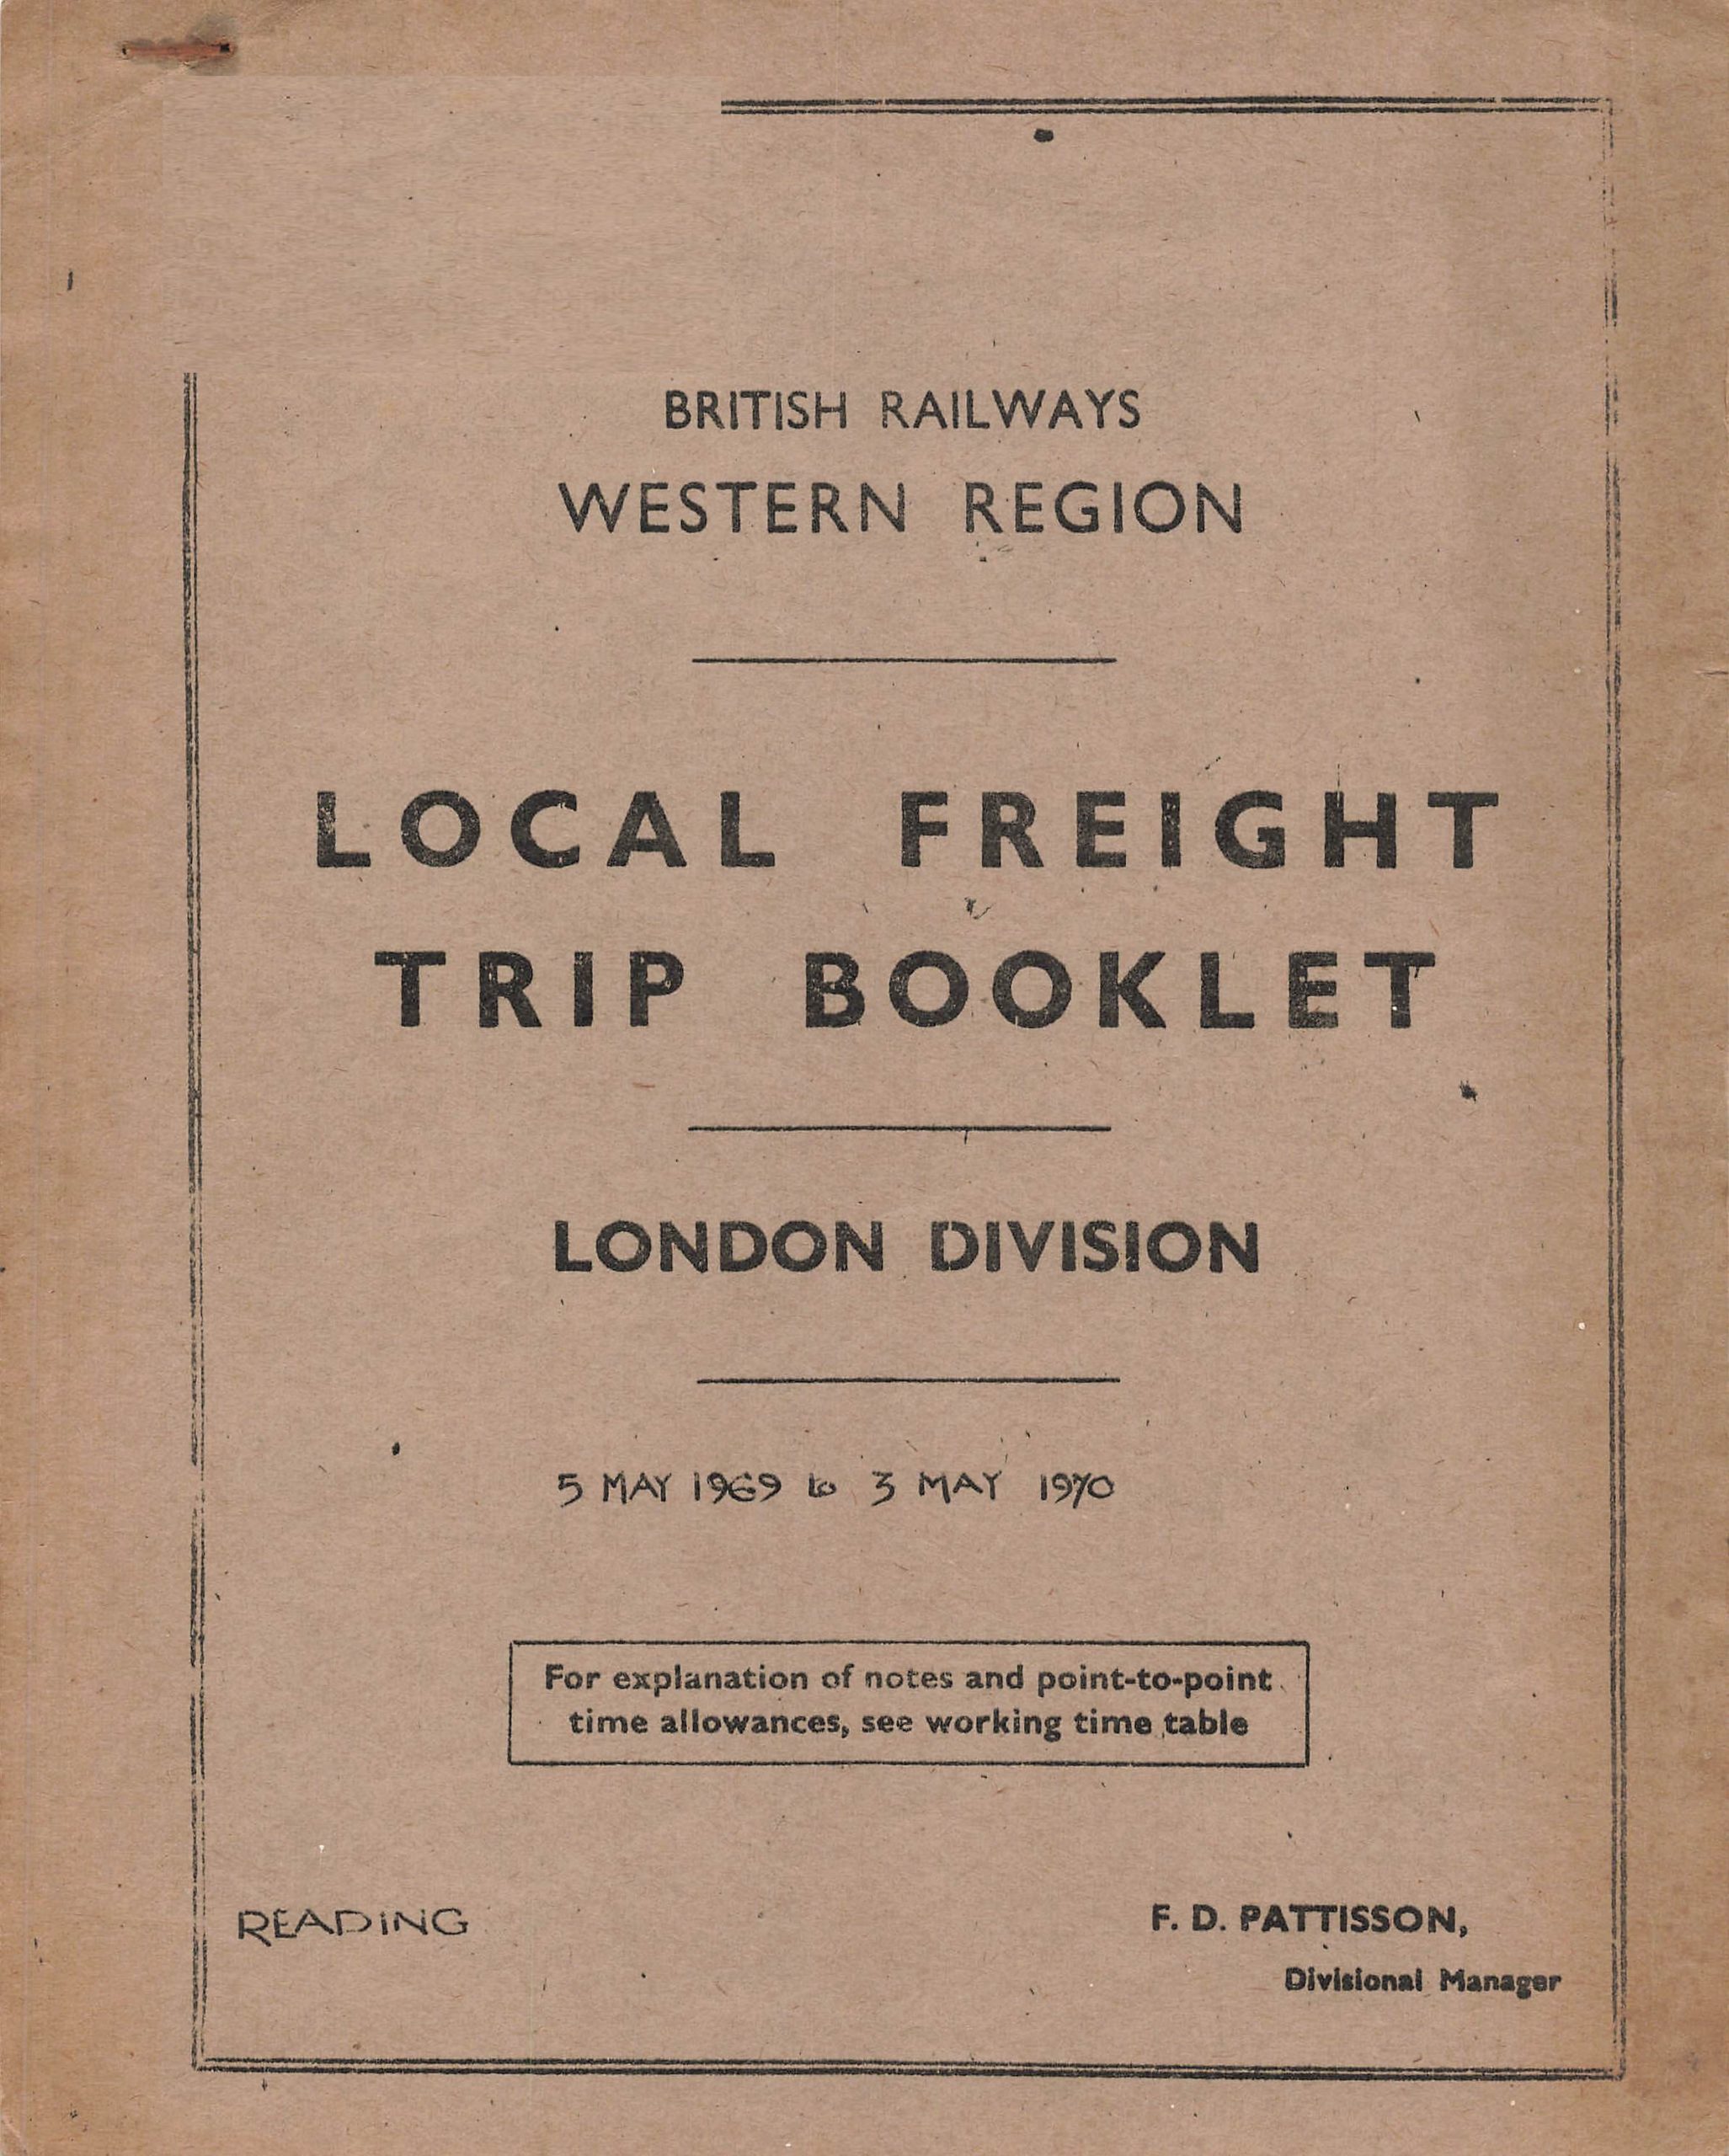 BRITISH RAILWAYS
WESTERN REGION
LOCAL FREIGHT
TRIP BOOKLET
LONDON DIVISION
5 MAY 1969 to 3 MAY 1970
For explanation of notes and point-to-point
time allowances, see working time table
READING
F. D. PATTISSON,
Divisional Manager